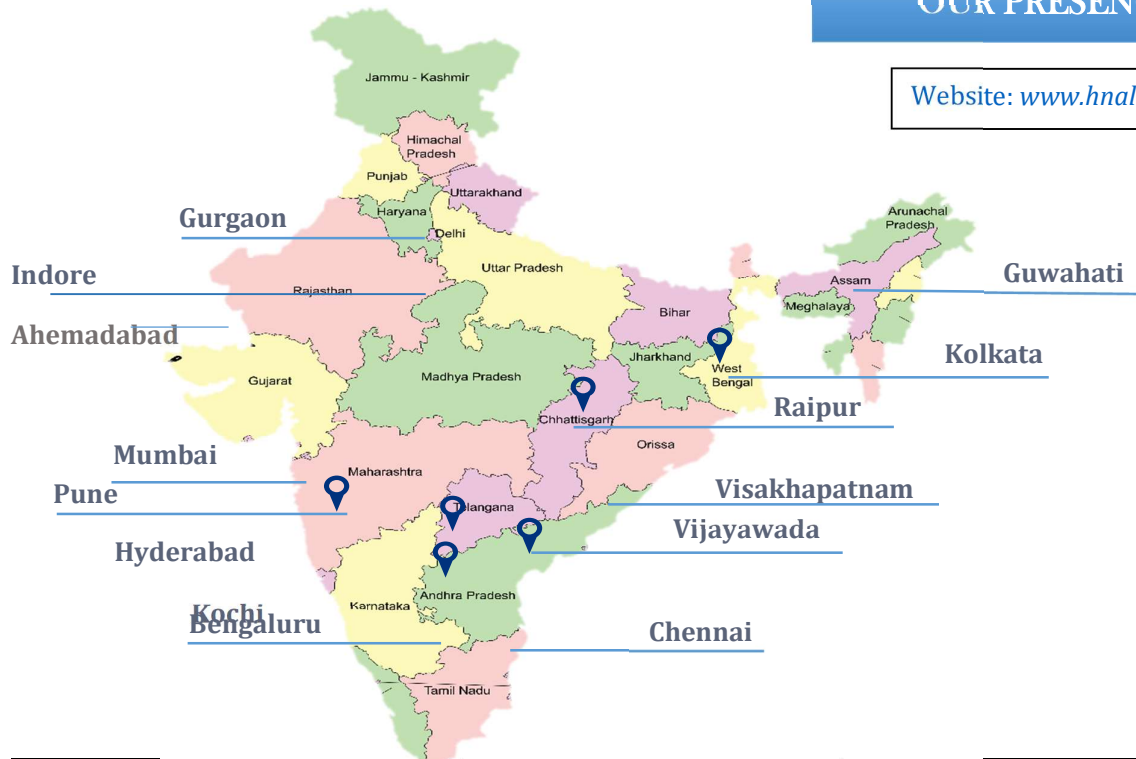 OUR PRESEN
Website: www.hnal
Jammu - Kashmir
Himachal
Pradesh
Punjab
Uttarakhand
Haryana
Gurgaon
Delhi
Arunachal
Pradesh
Uttar Pradesh
Indore
Rajasthan
Assam
Guwahati
Meghalaya
Bihar
Ahemadabad
Jharkhand
Kolkata
West
Bengal
Gujarat
Madhya Pradesh
Raipur
Chhattisgarh
Orissa
Mumbai
Maharashtra
Pune
Visakhapatnam
Telangana
Vijayawada
Hyderabad
Andhra Pradesh
Karnataka
Kochi
Bengaluru
Chennai
Tamil Nadu